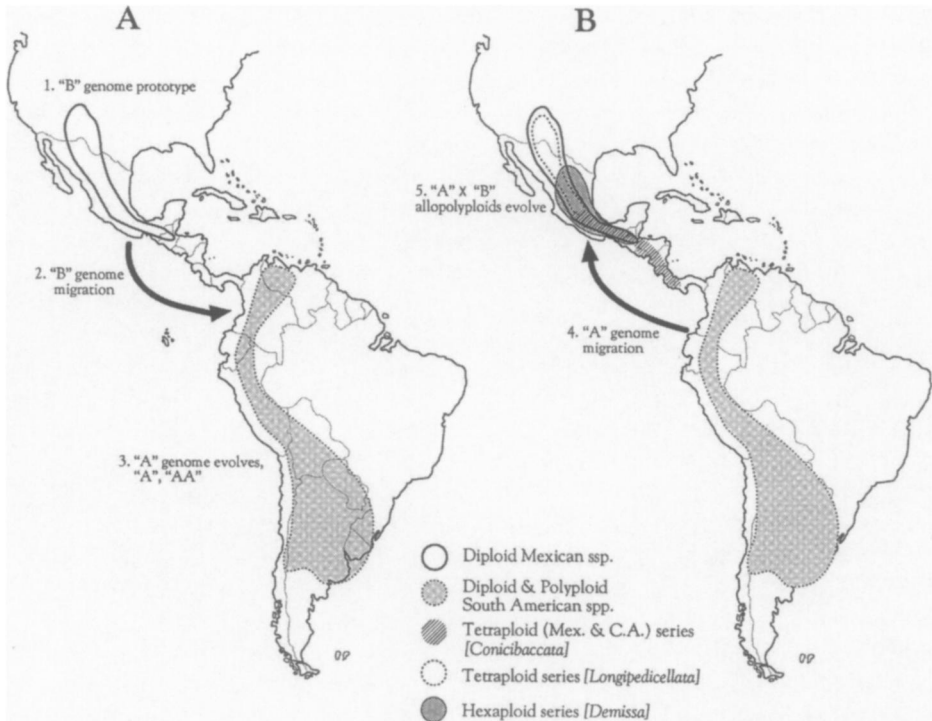 A
1. "B" genome prototype
2. "B" genome
migration
3. "A" genome evolves,
"A", "AA"
B
5. "A" x "B"
allopolyploids evolve
4. "A" genome
migration
Diploid Mexican ssp.
Diploid & Polyploid
South American spp.
Tetraploid (Mex. & C.A.) series
[Conicibaccata]
Tetraploid series [Longipedicellata]
Hexaploid series [Demissa]